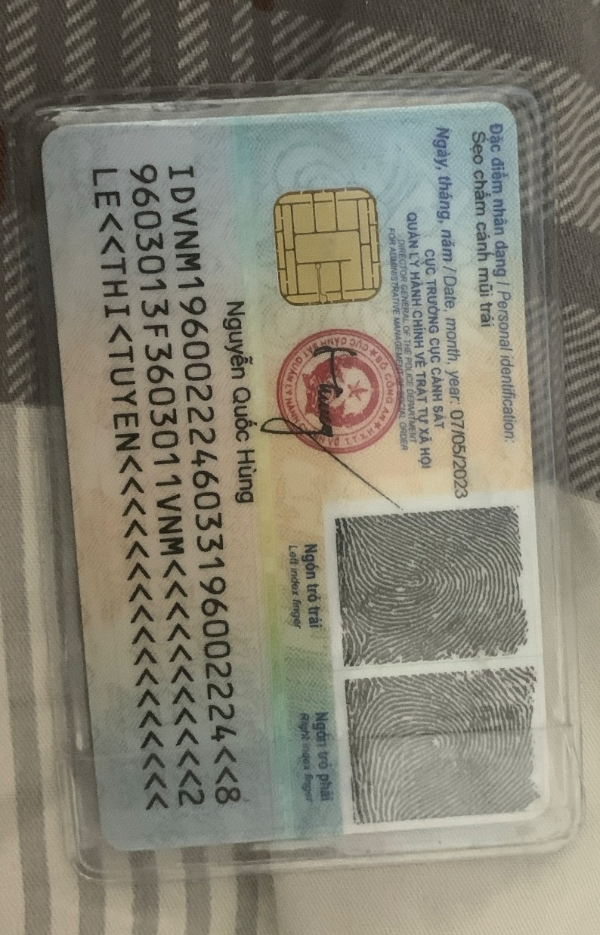 Đặc điểm nhân dạng / Personal identification:
Sẹo chấm cánh mũi trái
Ngày, tháng, năm / Date, month, year: 07/05/2023
CỤC TRƯỞNG CỤC CẢNH SÁT
QUẢN LÝ HÀNH CHÍNH VỀ TRẬT TỰ XÃ HỘI
DIRECTOR GENERAL OF THE POLICE DEPARTMENT
FOR ADMINISTRATIVE MANAGEMENT OF SOCIAL ORDER
Nguyễn Quốc Hùng
Ngón trỏ trái
Left index finger
Ngón trỏ phải
Right index finger
IDVNM1960022246033196002224<<8
9603013F3603011VNM<<<<<<<<<<<2
LE<<THI<TUYEN<<<<<<<<<<<<<<<<<